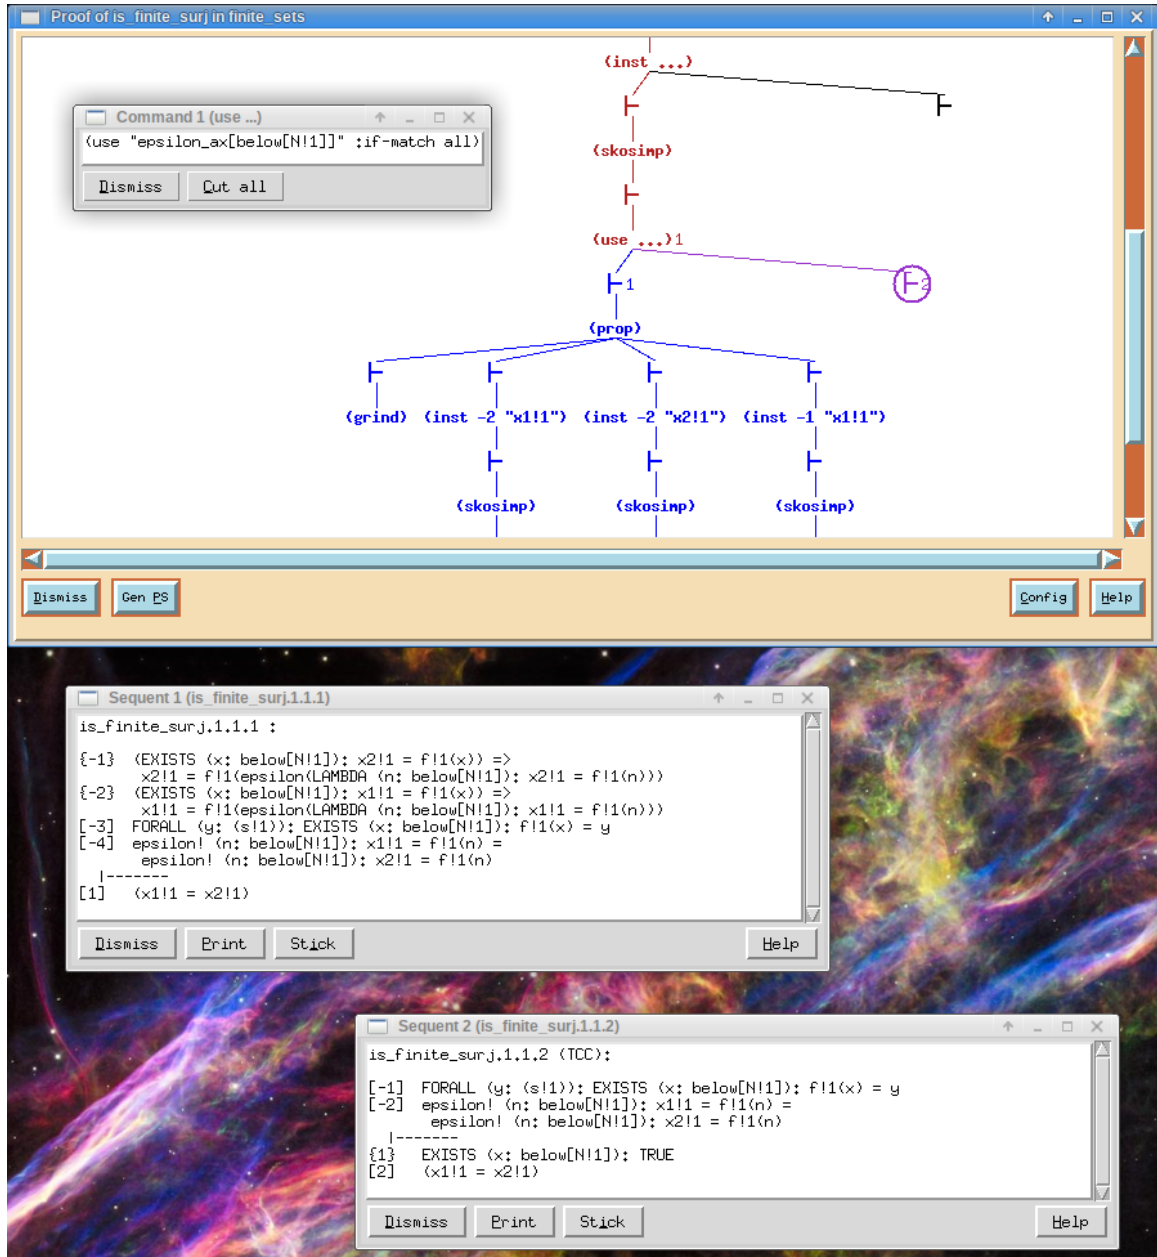 Proof of is_finite_surj in finite_sets
(inst ...)
Command 1 (use ...)
(use "epsilon_ax[below[N!1]]" :if-match all)
Dismiss
Cut all
(skosimp)
(use ...)1
1
2
(prop)
(grind)
(inst -2 "x1!1")
(inst -2 "x2!1")
(inst -1 "x1!1")
(skosimp)
(skosimp)
(skosimp)
Dismiss
Gen PS
Config
Help
Sequent 1 (is_finite_surj.1.1.1)
is_finite_surj.1.1.1 :
{-1}  (EXISTS (x: below[N!1]): x2!1 = f!1(x)) =>
x2!1 = f!1(epsilon(LAMBDA (n: below[N!1]): x2!1 = f!1(n)))
{-2}  (EXISTS (x: below[N!1]): x1!1 = f!1(x)) =>
x1!1 = f!1(epsilon(LAMBDA (n: below[N!1]): x1!1 = f!1(n)))
[-3]  FORALL (y: (s!1)): EXISTS (x: below[N!1]): f!1(x) = y
[-4]  epsilon! (n: below[N!1]): x1!1 = f!1(n) =
epsilon! (n: below[N!1]): x2!1 = f!1(n)
|-------
[1]   (x1!1 = x2!1)
Dismiss
Print
Stick
Help
Sequent 2 (is_finite_surj.1.1.2)
is_finite_surj.1.1.2 (TCC):
[-1]  FORALL (y: (s!1)): EXISTS (x: below[N!1]): f!1(x) = y
[-2]  epsilon! (n: below[N!1]): x1!1 = f!1(n) =
epsilon! (n: below[N!1]): x2!1 = f!1(n)
|-------
{1}   EXISTS (x: below[N!1]): TRUE
[2]   (x1!1 = x2!1)
Dismiss
Print
Stick
Help